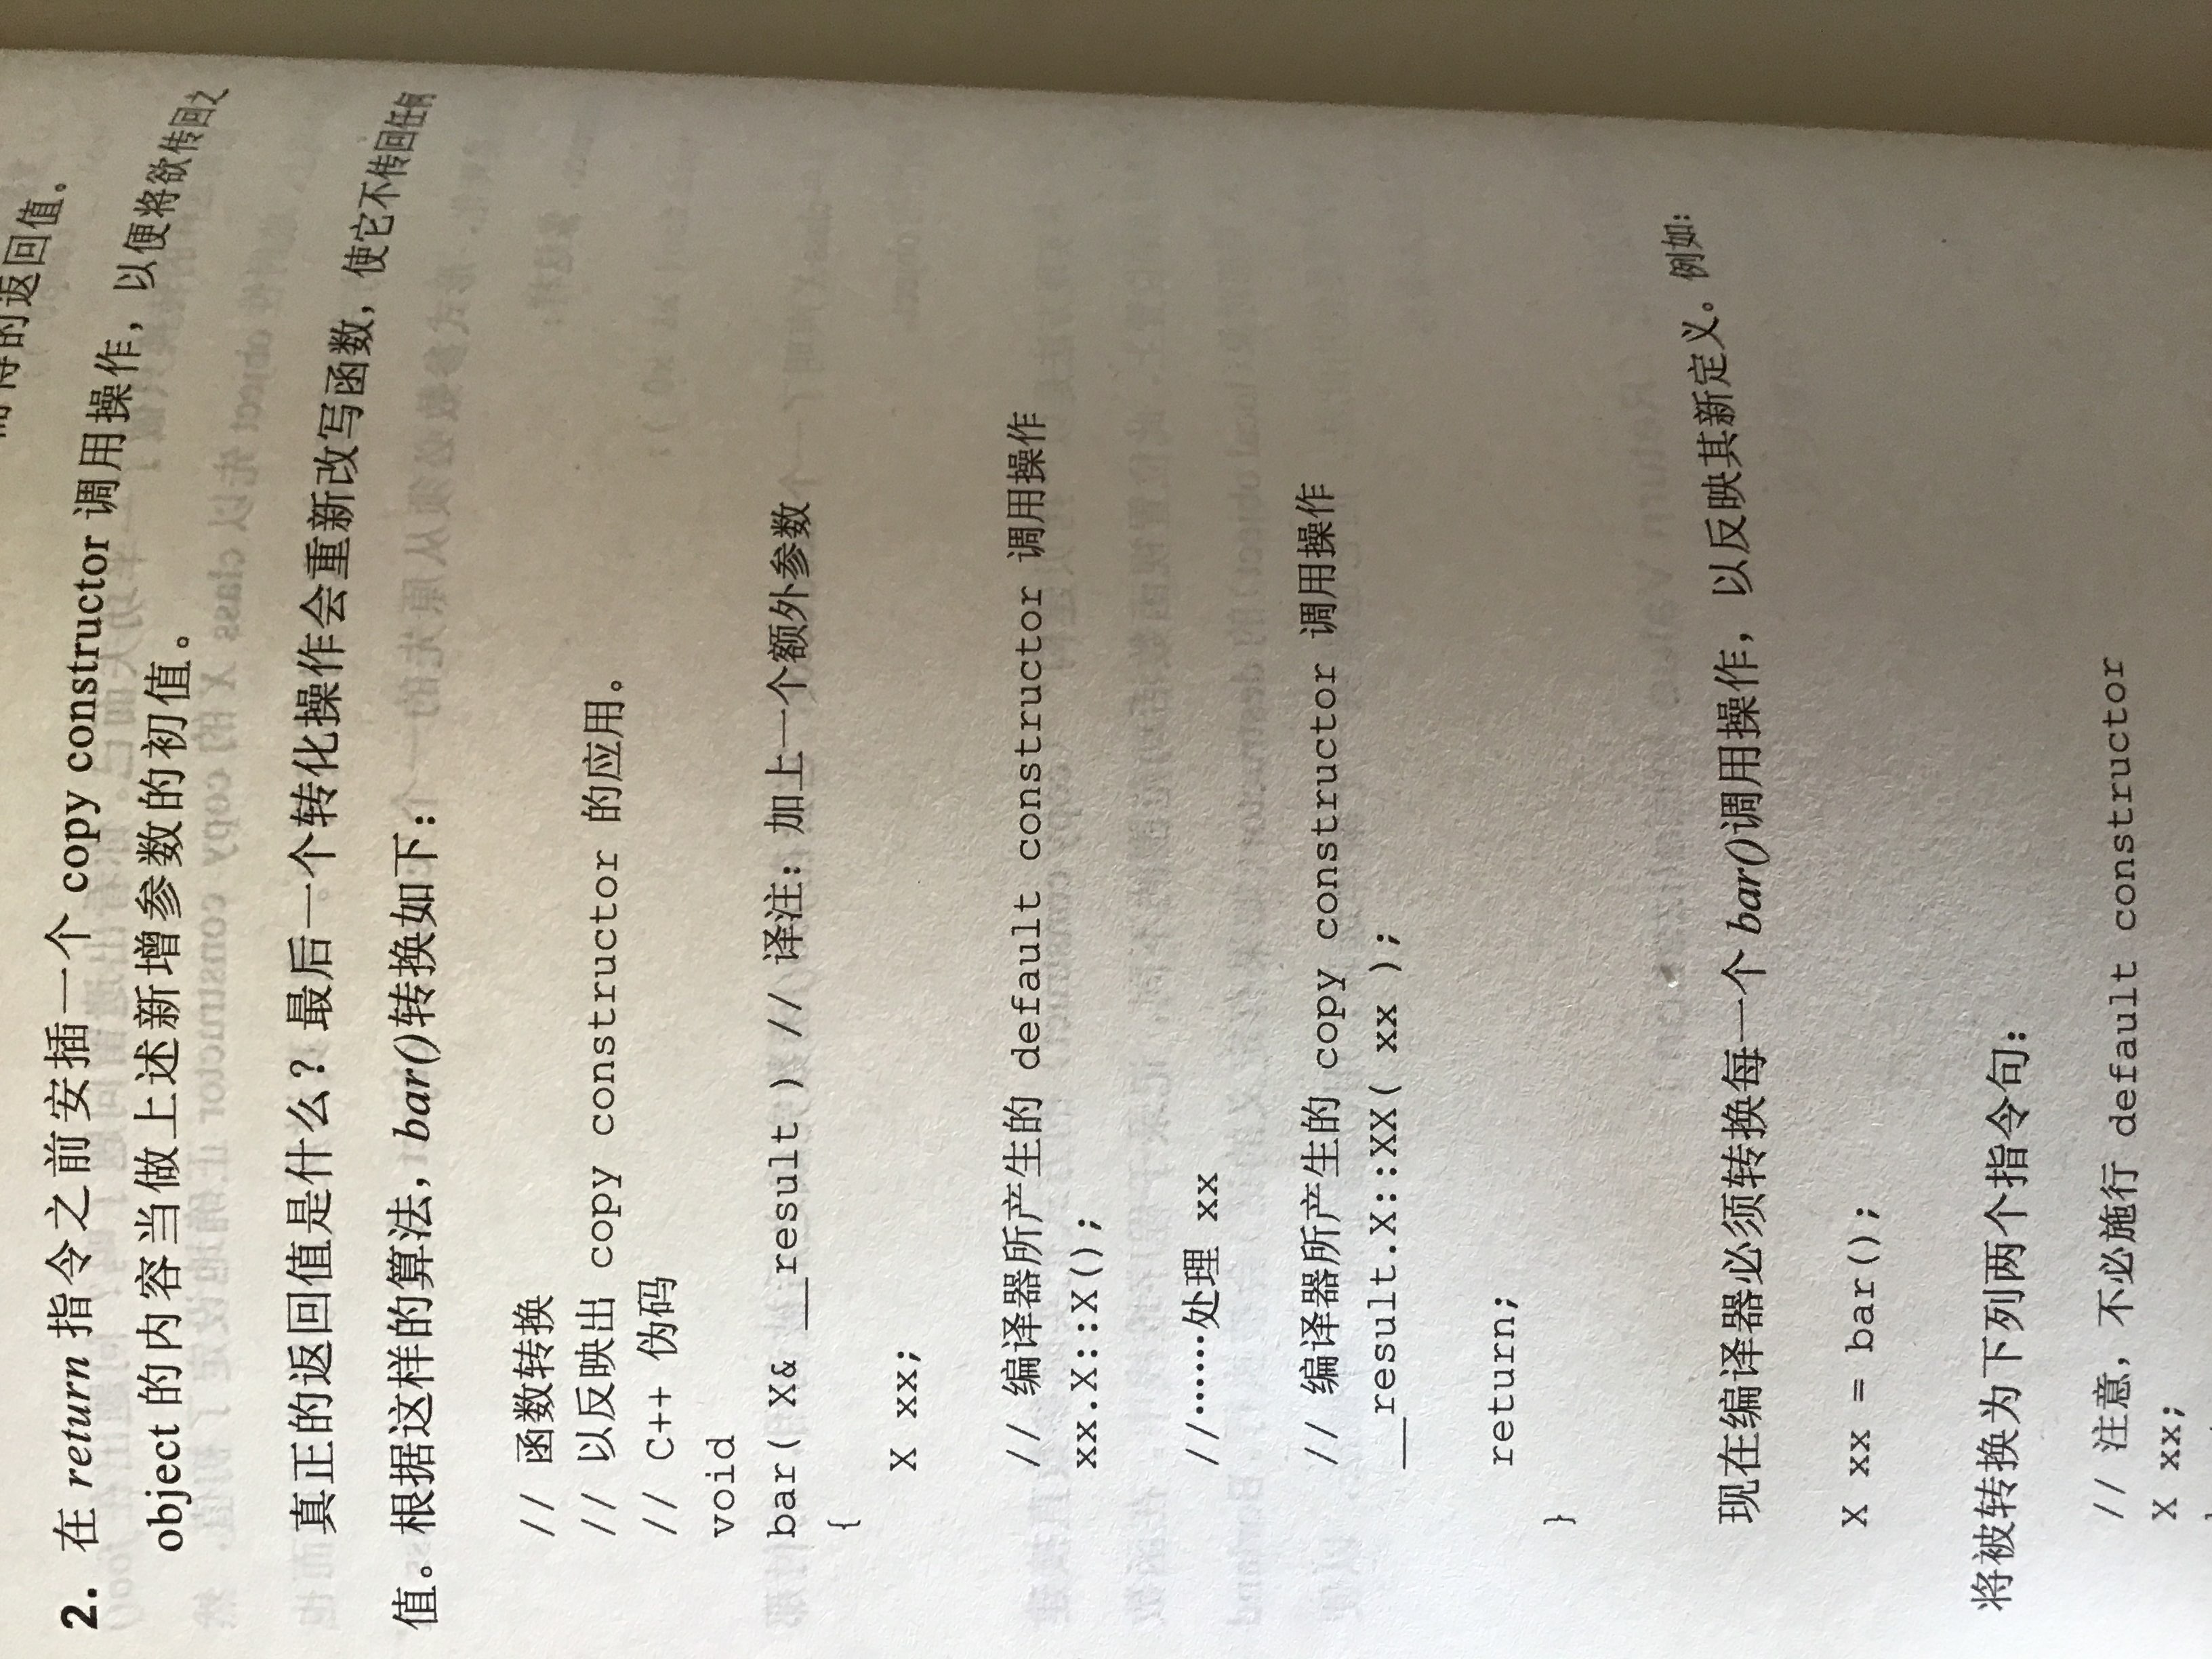 得的返回值。
2. 在 return 指令之前安插一个 copy constructor 调用操作，以便将欲传回之
object 的内容当做上述新增参数的初值。
真正的返回值是什么？最后一个转化操作会重新改写函数，使它不传回任何
值。根据这样的算法，bar()转换如下：
// 函数转换
// 以反映出 copy constructor 的应用。
// C++ 伪码
void
bar( X& __result ) // 译注：加上一个额外参数
{
X xx;
// 编译器所产生的 default constructor 调用操作
xx.X::X();
//……处理 xx
// 编译器所产生的 copy constructor 调用操作
__result.X::XX( xx );
return;
}
现在编译器必须转换每一个 bar()调用操作，以反映其新定义。例如：
X xx = bar();
将被转换为下列两个指令句：
// 注意，不必施行 default constructor
X xx;